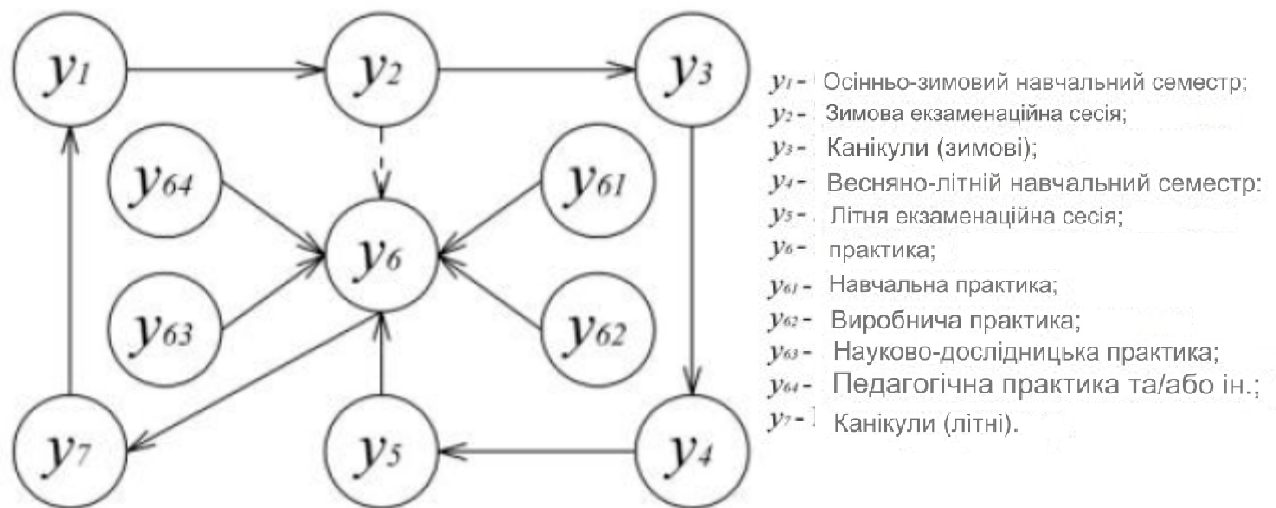 y1
y2
y3
y64
y61
y6
y63
y62
y7
y5
y4
y1 - Осінньо-зимовий навчальний семестр;
y2 - Зимова екзаменаційна сесія;
y3 - Канікули (зимові);
y4 - Весняно-літній навчальний семестр:
y5 - Літня екзаменаційна сесія;
y6 - практика;
y61 - Навчальна практика;
y62 - Виробнича практика;
y63 - Науково-дослідницька практика;
y64 - Педагогічна практика та/або ін.;
y7 - Канікули (літні).